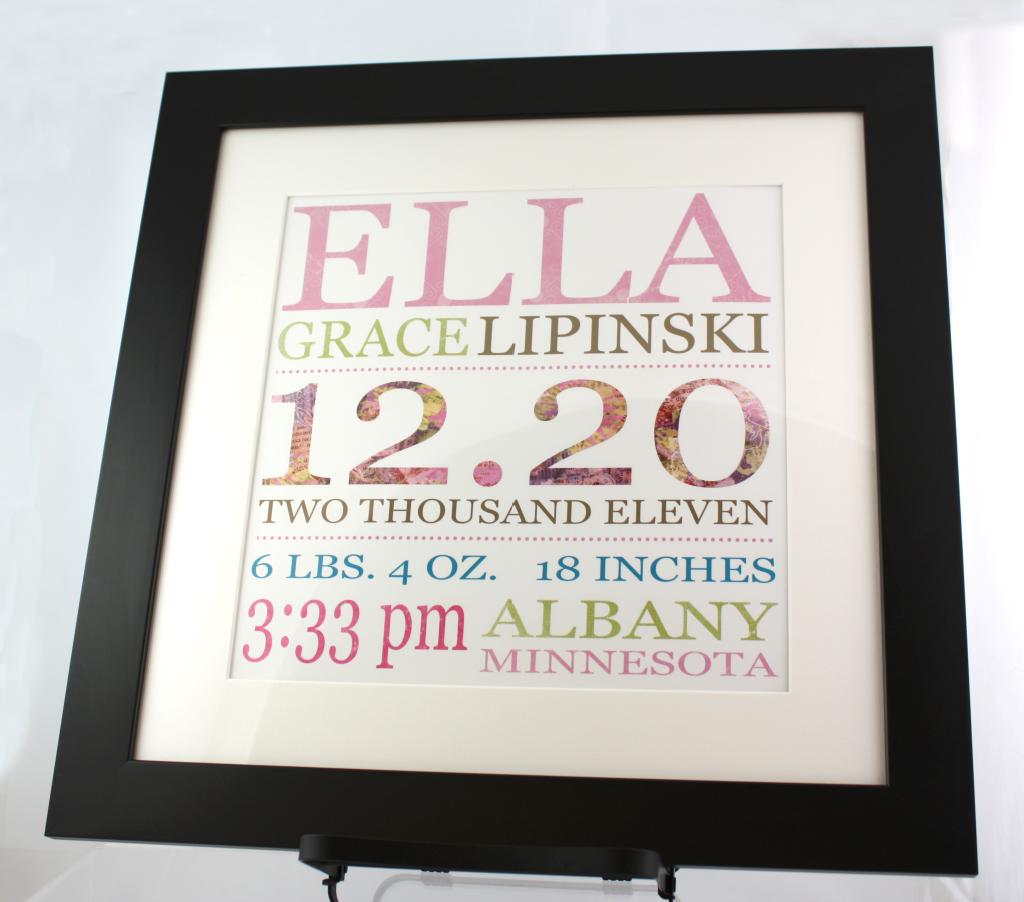 ELLA
GRACE LIPINSKI
12.20
TWO THOUSAND ELEVEN
6 LBS. 4 OZ. 18 INCHES
3:33 pm ALBANY
MINNESOTA